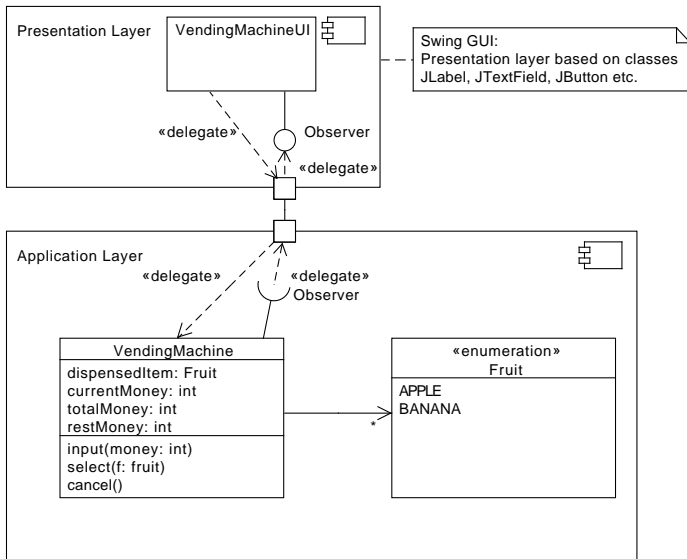 Presentation Layer
VendingMachineUI
Swing GUI:
Presentation layer based on classes
JLabel, JTextField, JButton etc.
«delegate»
Observer
«delegate»
Application Layer
«delegate»
«delegate»
Observer
VendingMachine
dispensedItem: Fruit
currentMoney: int
totalMoney: int
restMoney: int
input(money: int)
select(f: fruit)
cancel()
«enumeration»
Fruit
APPLE
BANANA
*